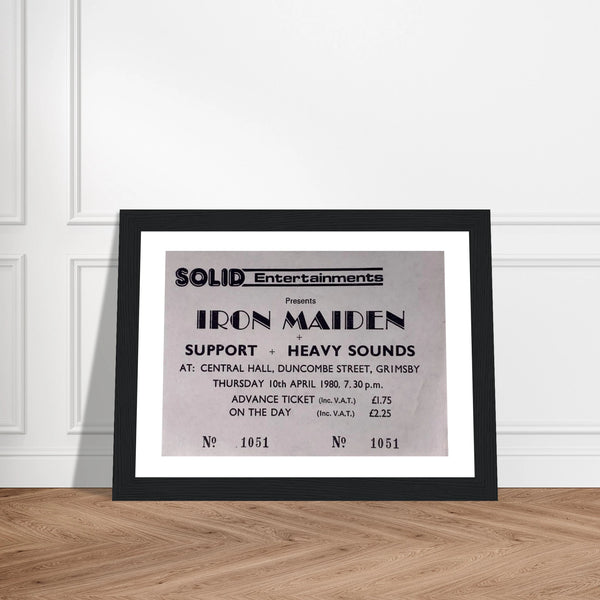 SOLID Entertainments
Presents
IRON MAIDEN
+
SUPPORT + HEAVY SOUNDS
AT: CENTRAL HALL, DUNCOMBE STREET, GRIMSBY
THURSDAY 10th APRIL 1980, 7.30 p.m.
ADVANCE TICKET (Inc. V.A.T.) £1.75
ON THE DAY (Inc. V.A.T.) £2.25
Nº 1051 Nº 1051